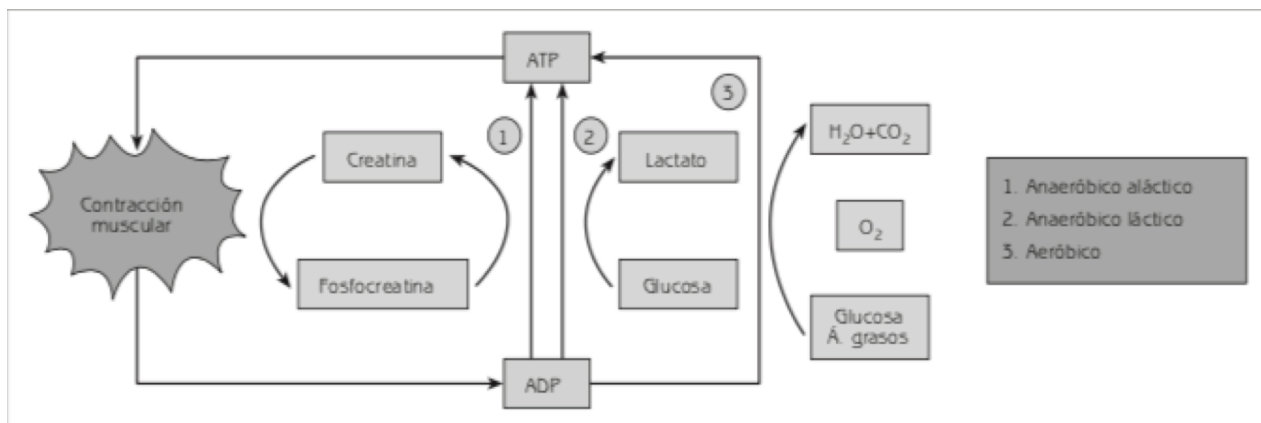 ATP
3
1
2
H₂O+CO₂
Creatina
Lactato
Contracción
muscular
1. Anaeróbico aláctico
2. Anaeróbico láctico
3. Aeróbico
O₂
Fosfocreatina
Glucosa
Glucosa
Á. grasos
ADP